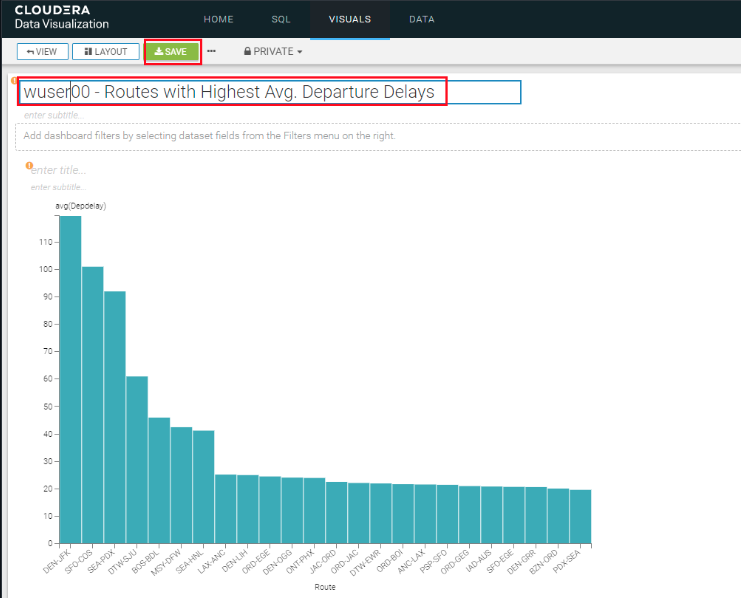 CLOUDERA
Data Visualization
HOME SQL VISUALS DATA
VIEW LAYOUT SAVE ••• PRIVATE
wuser00 - Routes with Highest Avg. Departure Delays
enter subtitle...
Add dashboard filters by selecting dataset fields from the Filters menu on the right.
enter title...
enter subtitle...
avg(Depdelay)
110
100
90
80
70
60
50
40
30
20
10
0
DEN-JFK SFO-COS SEA-PDX DTW-SJU BOS-BDL MSY-DFW SEA-HNL LAX-ANC DEN-LIH ORD-EGE DEN-OGG ONT-PHX JAC-ORD ORD-JAC DTW-EWR ORD-BOI ANC-LAX PSP-SFO ORD-GEG IAD-AUS SFO-EGE DEN-GRR BZN-ORD PDX-SEA
Route